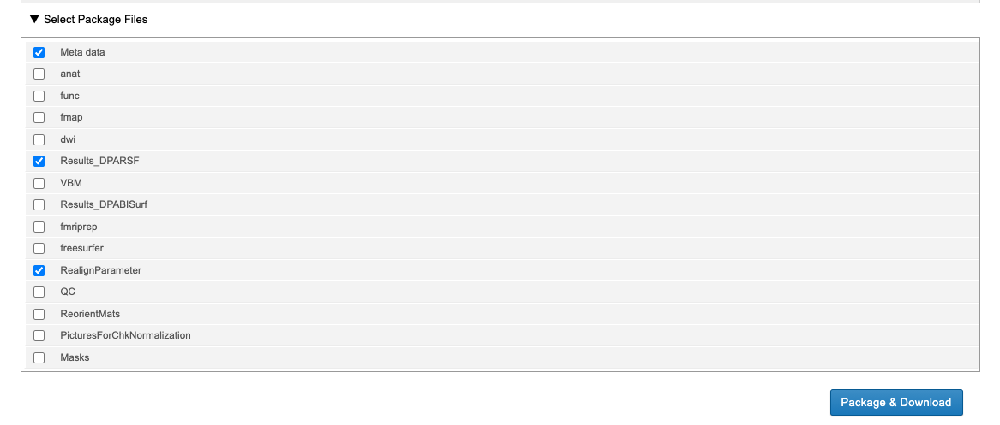 ▼ Select Package Files
Meta data
anat
func
fmap
dwi
Results_DPARSF
VBM
Results_DPABISurf
fmriprep
freesurfer
RealignParameter
QC
ReorientMats
PicturesForChkNormalization
Masks
Package & Download